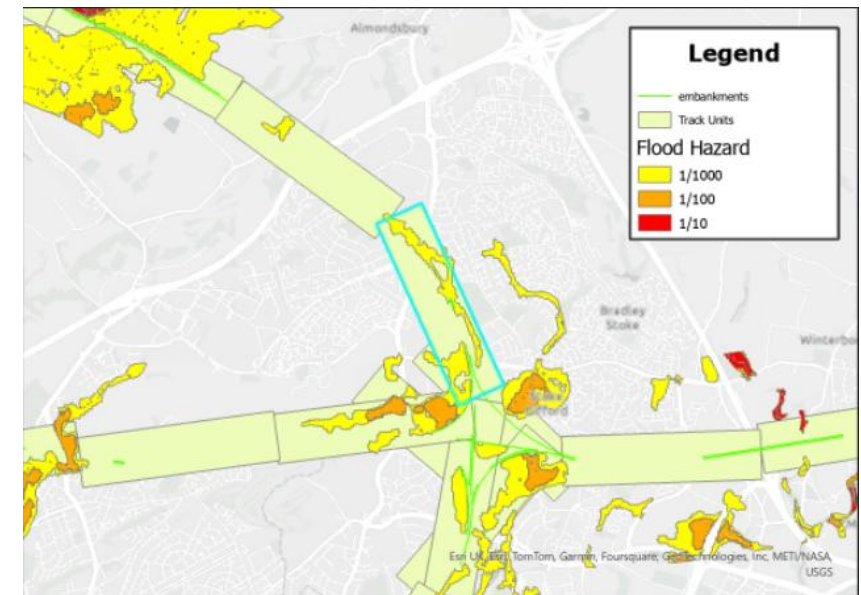 Almondsbury
Legend
embankments
Track Units
Flood Hazard
1/1000
1/100
1/10
Bradley
Stoke
Winterbo
Gifford
Esri UK, Esri, TomTom, Garmin, Foursquare, GeoTechnologies, Inc, METI/NASA,
USGS